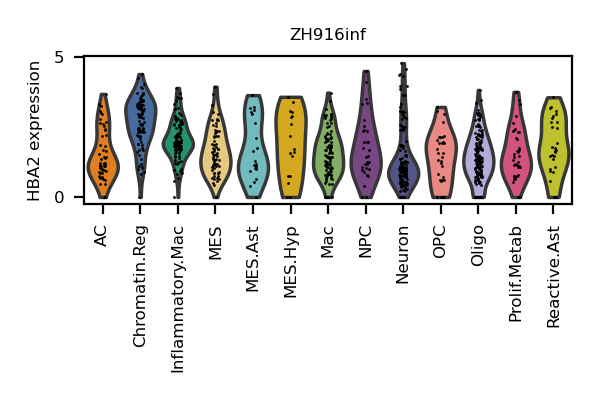 ZH916inf
HBA2 expression
5
0
AC
Chromatin.Reg
Inflammatory.Mac
MES
MES.Ast
MES.Hyp
Mac
NPC
Neuron
OPC
Oligo
Prolif.Metab
Reactive.Ast